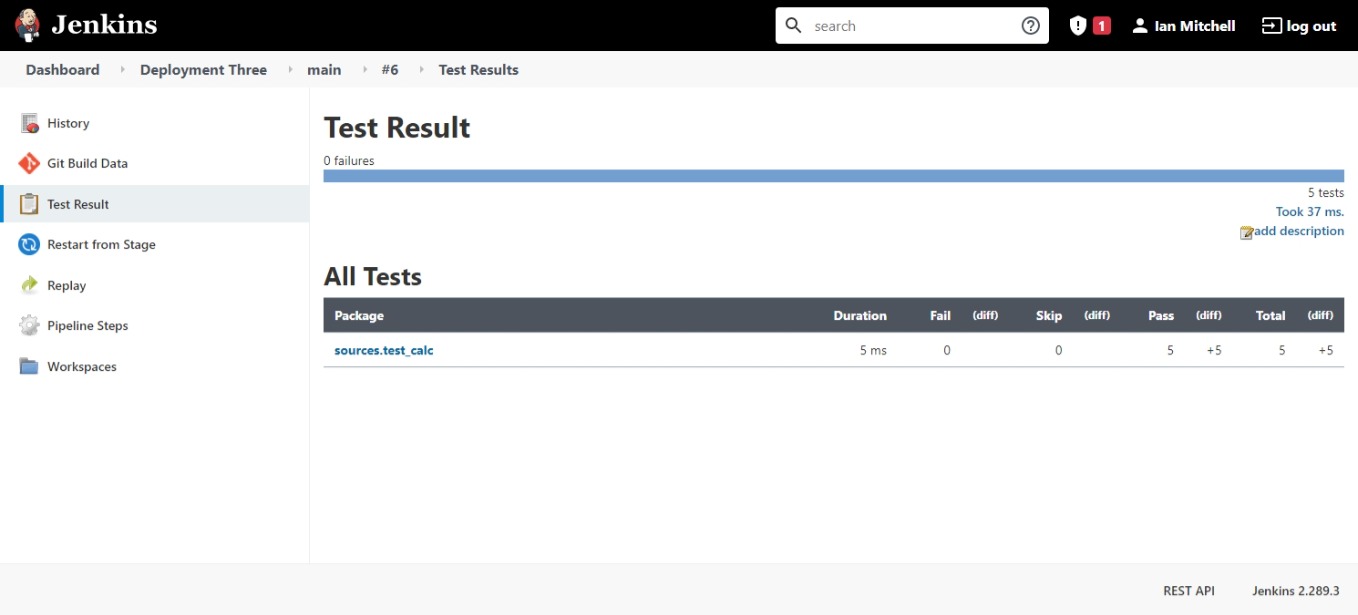 Jenkins
search
1
Ian Mitchell
log out
Dashboard Deployment Three main #6 Test Results
History
Git Build Data
Test Result
Restart from Stage
Replay
Pipeline Steps
Workspaces
Test Result
0 failures
5 tests
Took 37 ms.
add description
All Tests
Package Duration Fail (diff) Skip (diff) Pass (diff) Total (diff)
sources.test_calc 5 ms 0 0 5 +5 5 +5
REST API Jenkins 2.289.3